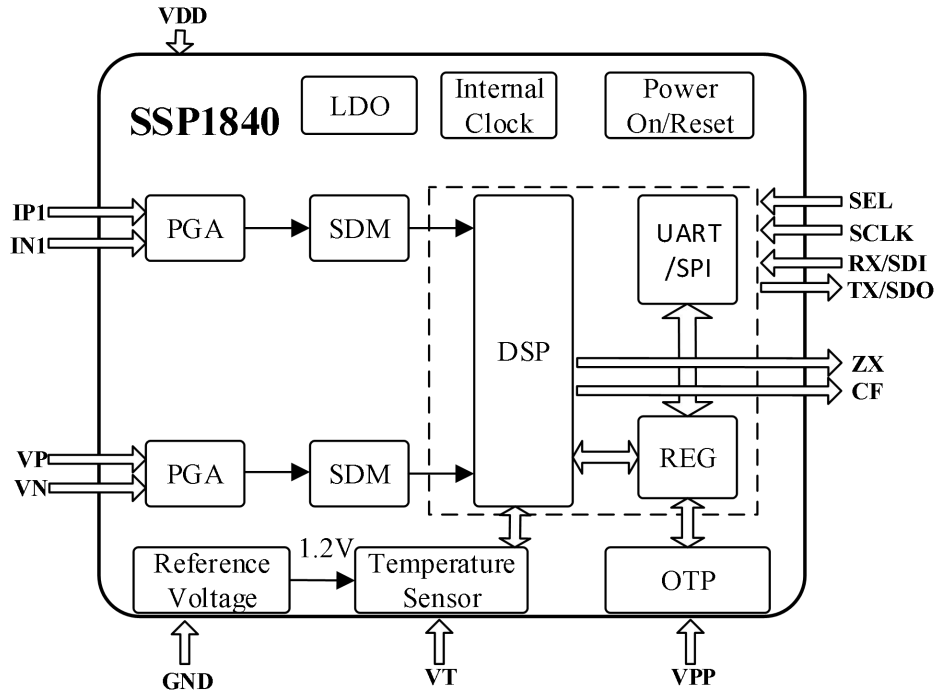 VDD
SSP1840
LDO
Internal
Clock
Power
On/Reset
IP1
IN1
PGA
SDM
DSP
UART
/SPI
SEL
SCLK
RX/SDI
TX/SDO
ZX
CF
VP
VN
PGA
SDM
REG
Reference
Voltage
1.2V
Temperature
Sensor
OTP
GND
VT
VPP